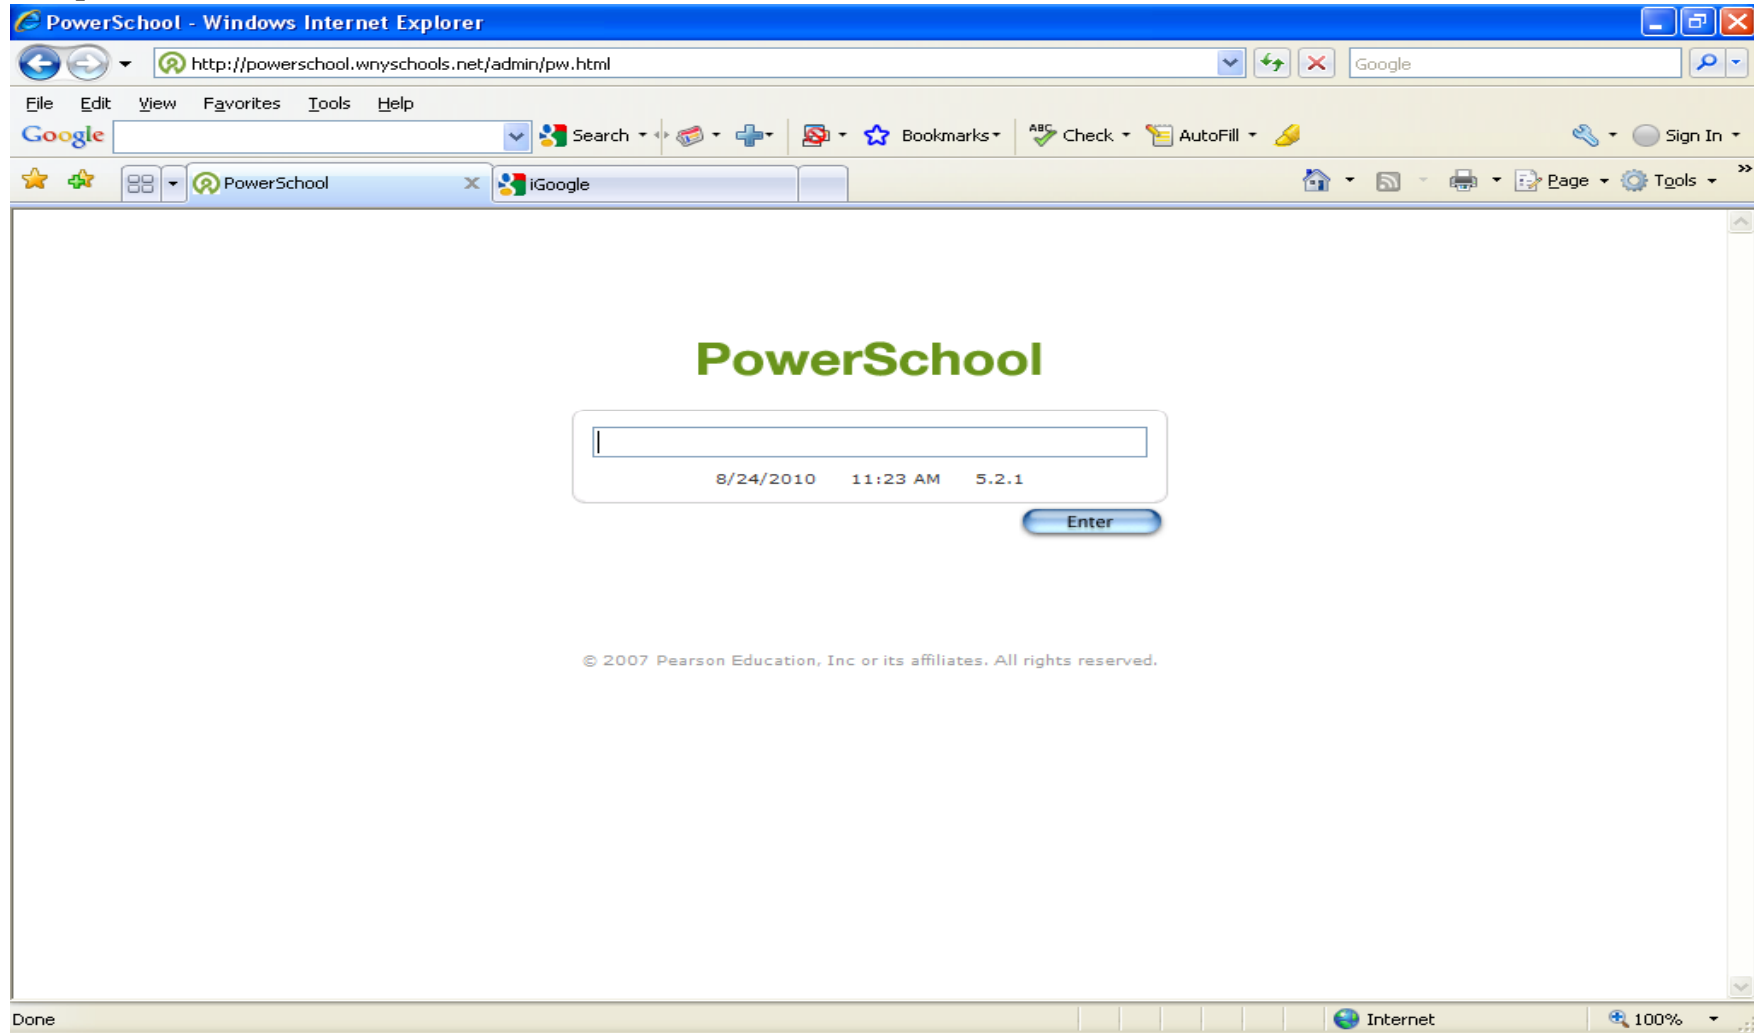 PowerSchool - Windows Internet Explorer
http://powerschool.wnyschools.net/admin/pw.html
Google
File Edit View Favorites Tools Help
Google Search Bookmarks ABC Check AutoFill Sign In
PowerSchool iGoogle Page Tools
PowerSchool
8/24/2010 11:23 AM 5.2.1
Enter
© 2007 Pearson Education, Inc or its affiliates. All rights reserved.
Done Internet 100%